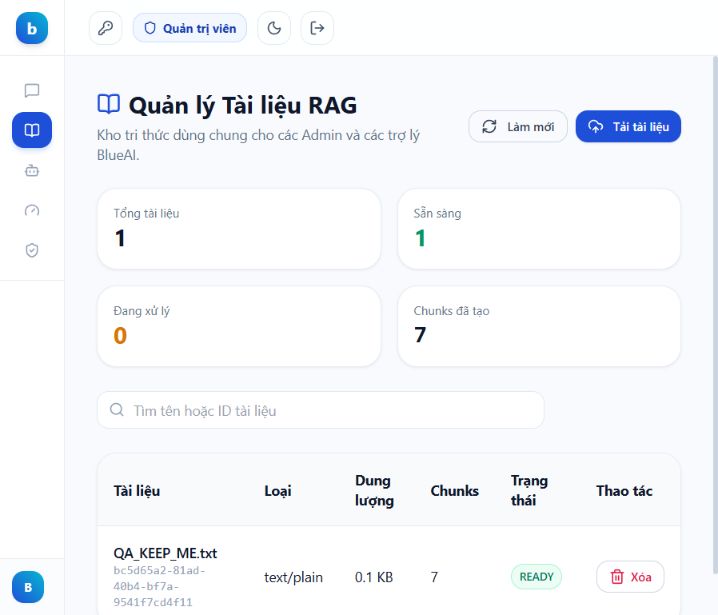 b
Quản trị viên
Quản lý Tài liệu RAG
Kho tri thức dùng chung cho các Admin và các trợ lý
BlueAI.
Làm mới
Tải tài liệu
Tổng tài liệu
1
Sẵn sàng
1
Đang xử lý
0
Chunks đã tạo
7
Tìm tên hoặc ID tài liệu
Tài liệu
Loại
Dung
lượng
Chunks
Trạng
thái
Thao tác
QA_KEEP_ME.txt
bc5d65a2-81ad-
40b4-bf7a-
9541f7cd4f11
text/plain
0.1 KB
7
READY
Xóa
B